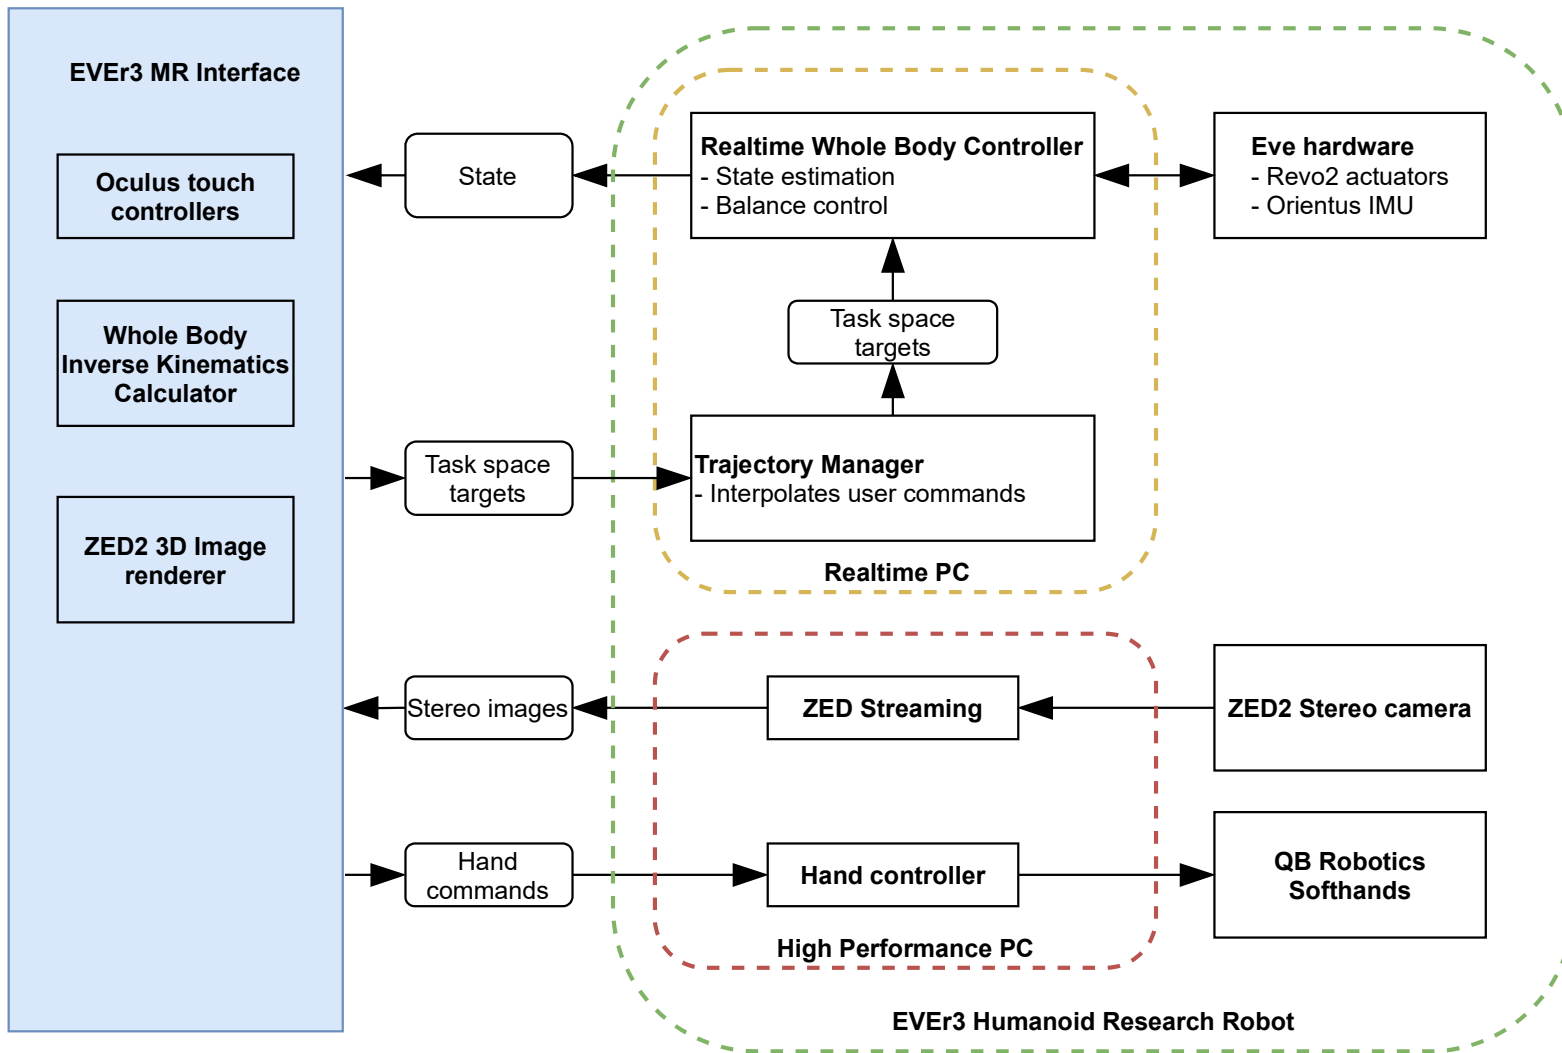 EVEr3 MR Interface
Oculus touch
controllers
Whole Body
Inverse Kinematics
Calculator
ZED2 3D Image
renderer
State
Task space
targets
Stereo images
Hand
commands
Realtime Whole Body Controller
- State estimation
- Balance control
Task space
targets
Trajectory Manager
- Interpolates user commands
Realtime PC
ZED Streaming
Hand controller
High Performance PC
Eve hardware
- Revo2 actuators
- Orientus IMU
ZED2 Stereo camera
QB Robotics
Softhands
EVEr3 Humanoid Research Robot